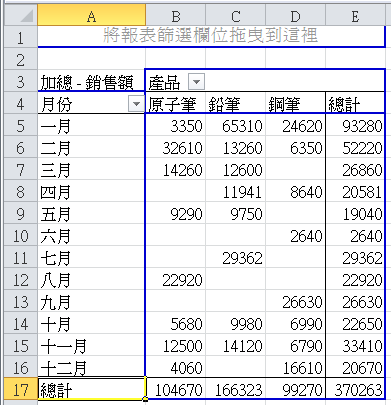 A B C D E
1 將報表篩選欄位拖曳到這裡
2
3 加總 - 銷售額 產品
4 月份 原子筆 鉛筆 鋼筆 總計
5 一月 3350 65310 24620 93280
6 二月 32610 13260 6350 52220
7 三月 14260 12600 26860
8 四月 11941 8640 20581
9 五月 9290 9750 19040
10 六月 2640 2640
11 七月 29362 29362
12 八月 22920 22920
13 九月 26630 26630
14 十月 5680 9980 6990 22650
15 十一月 12500 14120 6790 33410
16 十二月 4060 16610 20670
17 總計 104670 166323 99270 370263